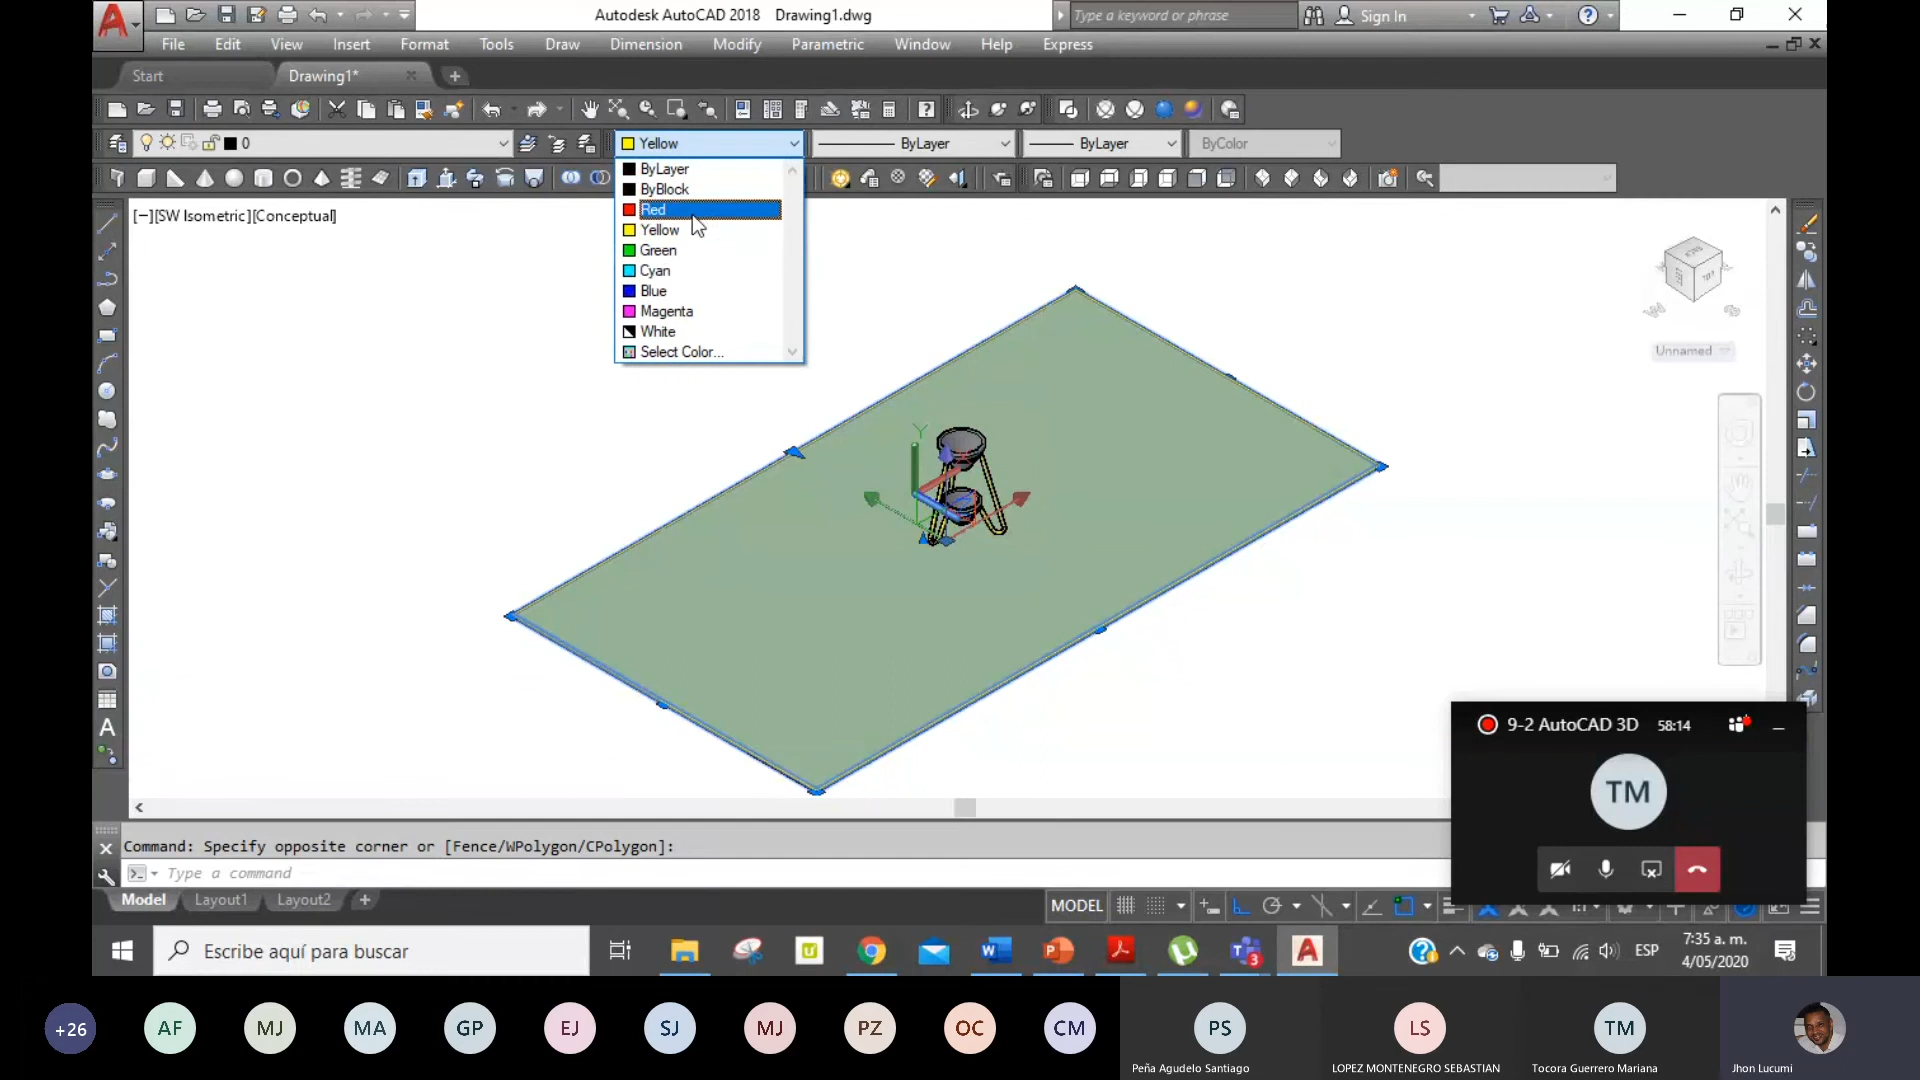 Autodesk AutoCAD 2018 Drawing1.dwg
Type a keyword or phrase
Sign In
File Edit View Insert Format Tools Draw Dimension Modify Parametric Window Help Express
Start
Drawing1*
0
Yellow
ByLayer
ByLayer
ByColor
ByLayer
ByBlock
Red
Yellow
Green
Cyan
Blue
Magenta
White
Select Color...
[−][SW Isometric][Conceptual]
Unnamed
Y
9-2 AutoCAD 3D 58:14
TM
Command: Specify opposite corner or [Fence/WPolygon/CPolygon]:
Type a command
Model Layout1 Layout2
MODEL
Escribe aquí para buscar
3
ESP
7:35 a. m.
4/05/2020
+26 AF MJ MA GP EJ SJ MJ PZ OC CM PS LS TM
Peña Agudelo Santiago
LOPEZ MONTENEGRO SEBASTIAN
Tocora Guerrero Mariana
Jhon Lucumi